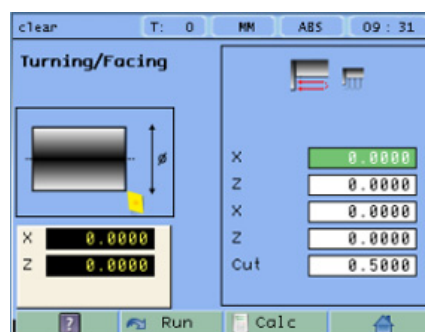 clear T: 0 MM ABS 09 : 31
Turning/Facing
ø
X 0.0000
Z 0.0000
X 0.0000
Z 0.0000
X 0.0000
Z 0.0000
Cut 0.5000
? Run Calc